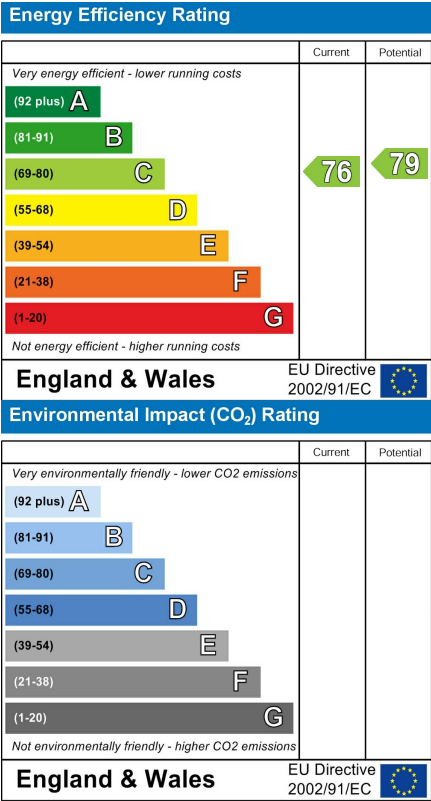 Energy Efficiency Rating
Current Potential
Very energy efficient - lower running costs
(92 plus) A
(81-91) B
(69-80) C
76 79
(55-68) D
(39-54) E
(21-38) F
(1-20) G
Not energy efficient - higher running costs
England & Wales
EU Directive
2002/91/EC
Environmental Impact (CO₂) Rating
Current Potential
Very environmentally friendly - lower CO2 emissions
(92 plus) A
(81-91) B
(69-80) C
(55-68) D
(39-54) E
(21-38) F
(1-20) G
Not environmentally friendly - higher CO2 emissions
England & Wales
EU Directive
2002/91/EC